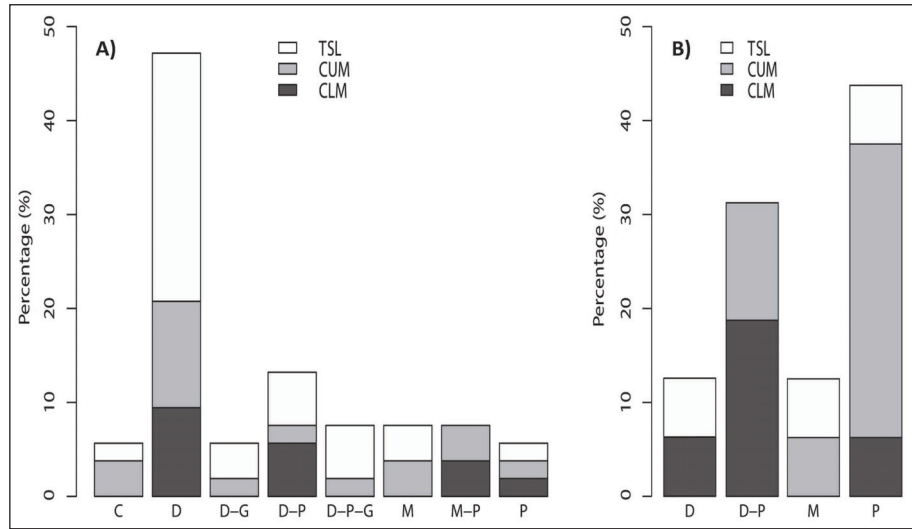 A)
TSL
CUM
CLM
Percentage (%)
50
40
30
20
10
0
C D D–G D–P D–P–G M M–P P
B)
TSL
CUM
CLM
Percentage (%)
50
40
30
20
10
0
D D–P M P